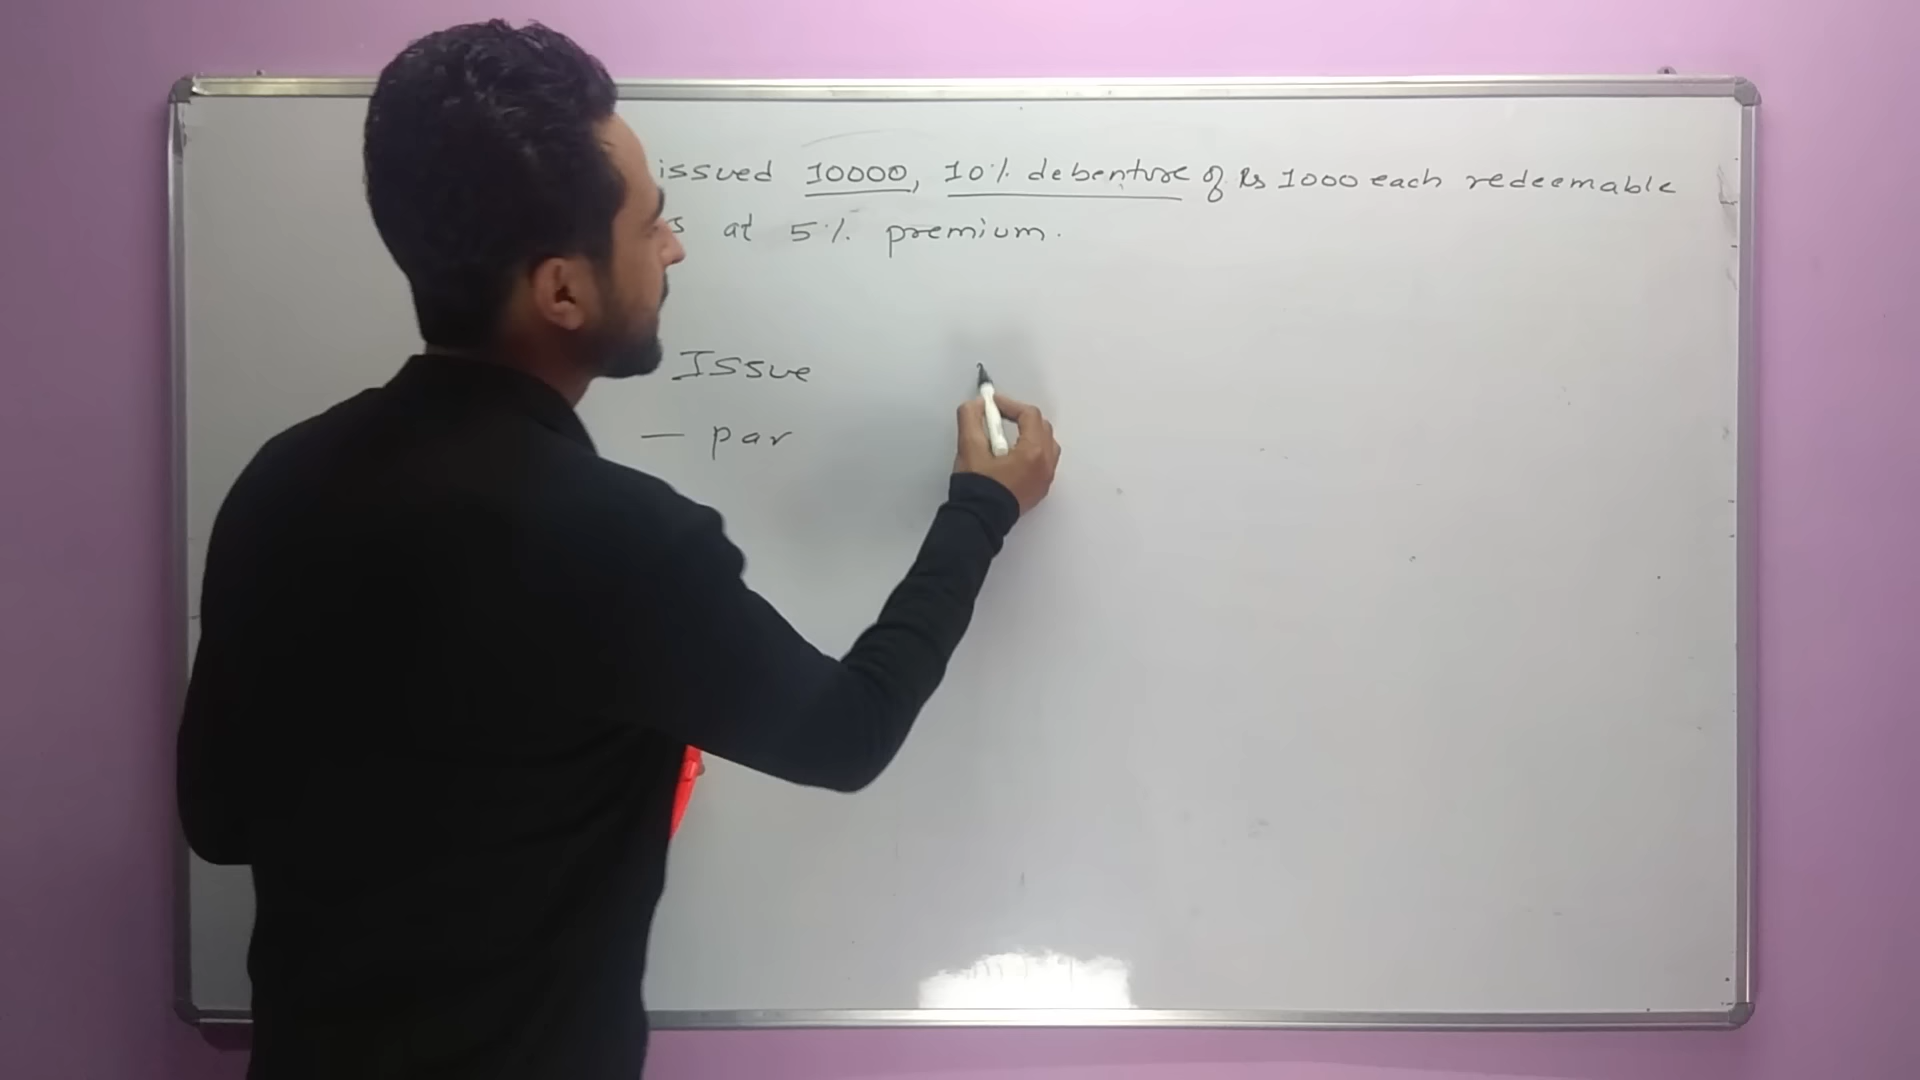 issued 10000, 10% debenture of Rs 1000 each redeemable
at 5% premium.
Issue
— par